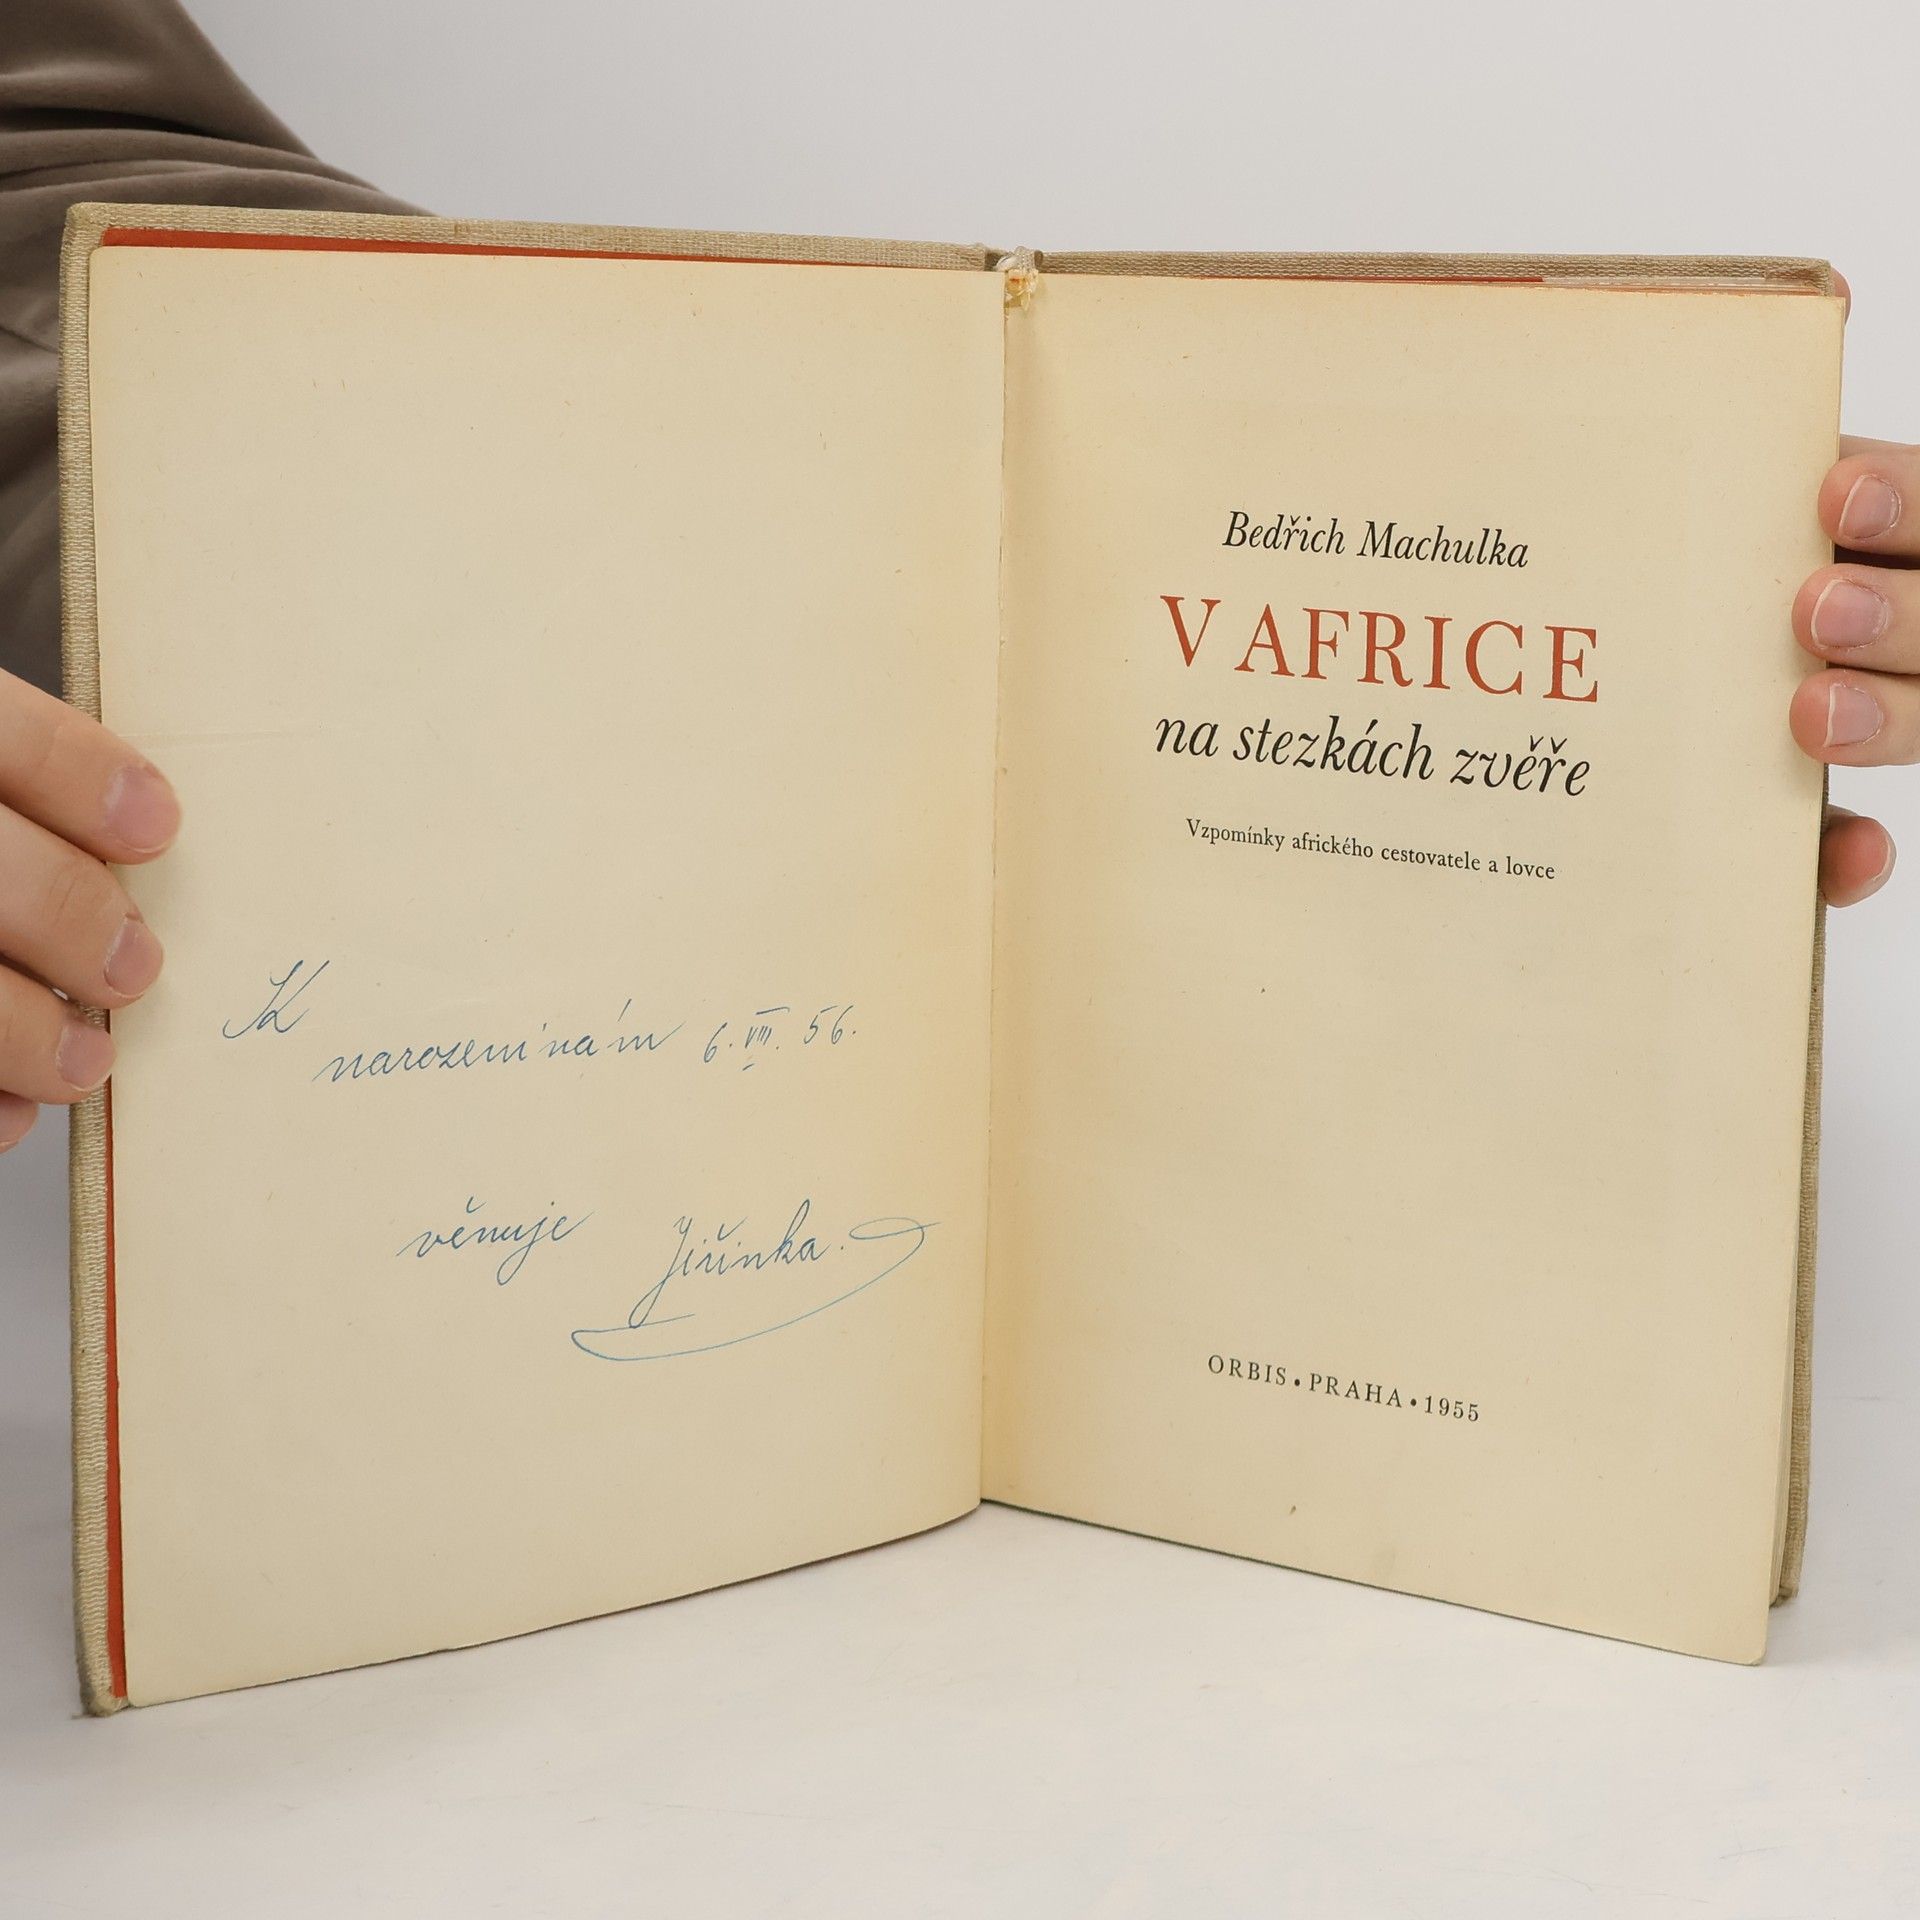 K
narozeninám 6. VIII. 56.
věnuje Jiřinka.
Bedřich Machulka
V AFRICE
na stezkách zvěře
Vzpomínky afrického cestovatele a lovce
ORBIS • PRAHA • 1955